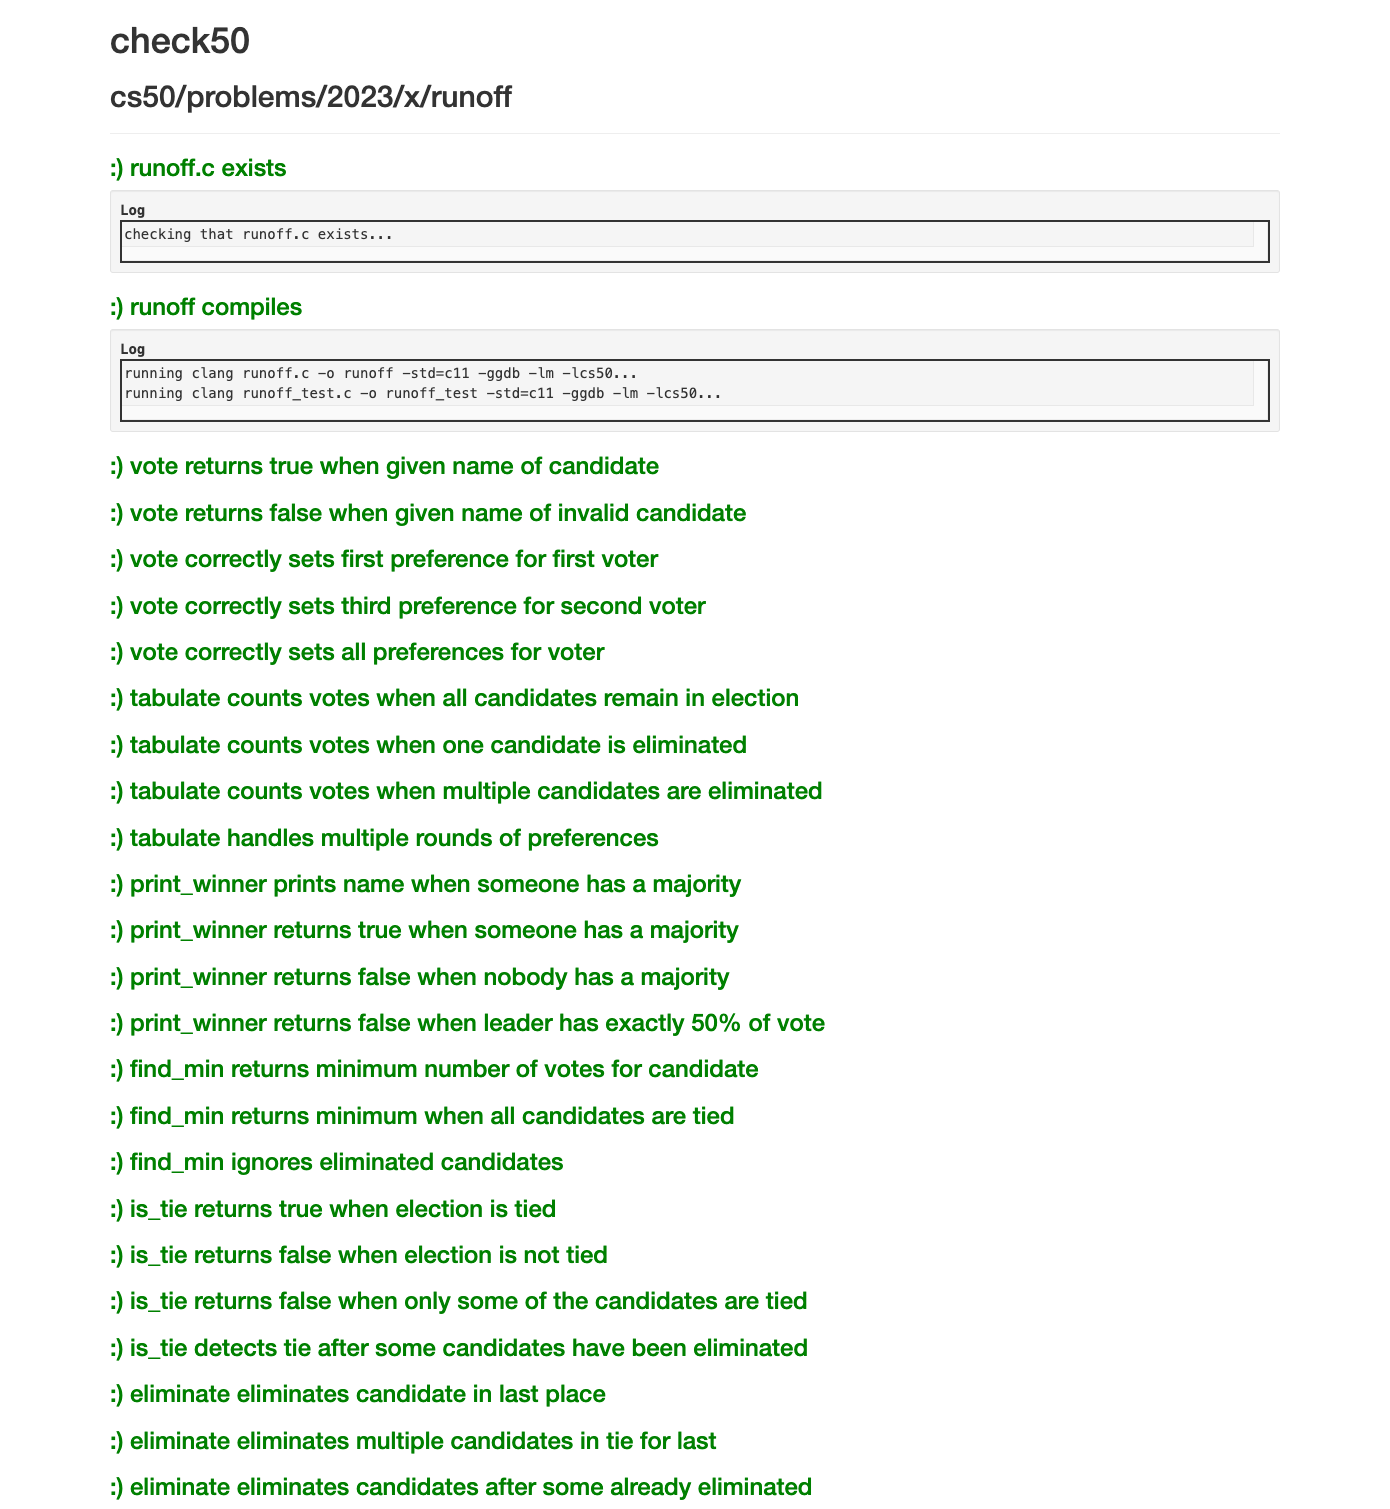 check50
cs50/problems/2023/x/runoff
:) runoff.c exists
Log
checking that runoff.c exists...
:) runoff compiles
Log
running clang runoff.c -o runoff -std=c11 -ggdb -lm -lcs50...
running clang runoff_test.c -o runoff_test -std=c11 -ggdb -lm -lcs50...
:) vote returns true when given name of candidate
:) vote returns false when given name of invalid candidate
:) vote correctly sets first preference for first voter
:) vote correctly sets third preference for second voter
:) vote correctly sets all preferences for voter
:) tabulate counts votes when all candidates remain in election
:) tabulate counts votes when one candidate is eliminated
:) tabulate counts votes when multiple candidates are eliminated
:) tabulate handles multiple rounds of preferences
:) print_winner prints name when someone has a majority
:) print_winner returns true when someone has a majority
:) print_winner returns false when nobody has a majority
:) print_winner returns false when leader has exactly 50% of vote
:) find_min returns minimum number of votes for candidate
:) find_min returns minimum when all candidates are tied
:) find_min ignores eliminated candidates
:) is_tie returns true when election is tied
:) is_tie returns false when election is not tied
:) is_tie returns false when only some of the candidates are tied
:) is_tie detects tie after some candidates have been eliminated
:) eliminate eliminates candidate in last place
:) eliminate eliminates multiple candidates in tie for last
:) eliminate eliminates candidates after some already eliminated